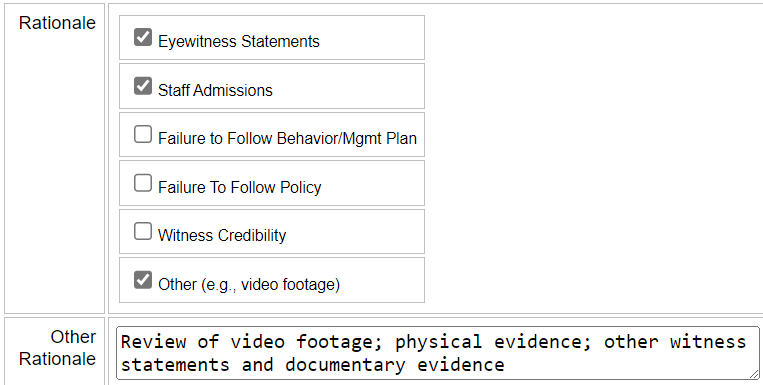 Rationale
Eyewitness Statements
Staff Admissions
Failure to Follow Behavior/Mgmt Plan
Failure To Follow Policy
Witness Credibility
Other (e.g., video footage)
Other
Rationale
Review of video footage; physical evidence; other witness
statements and documentary evidence